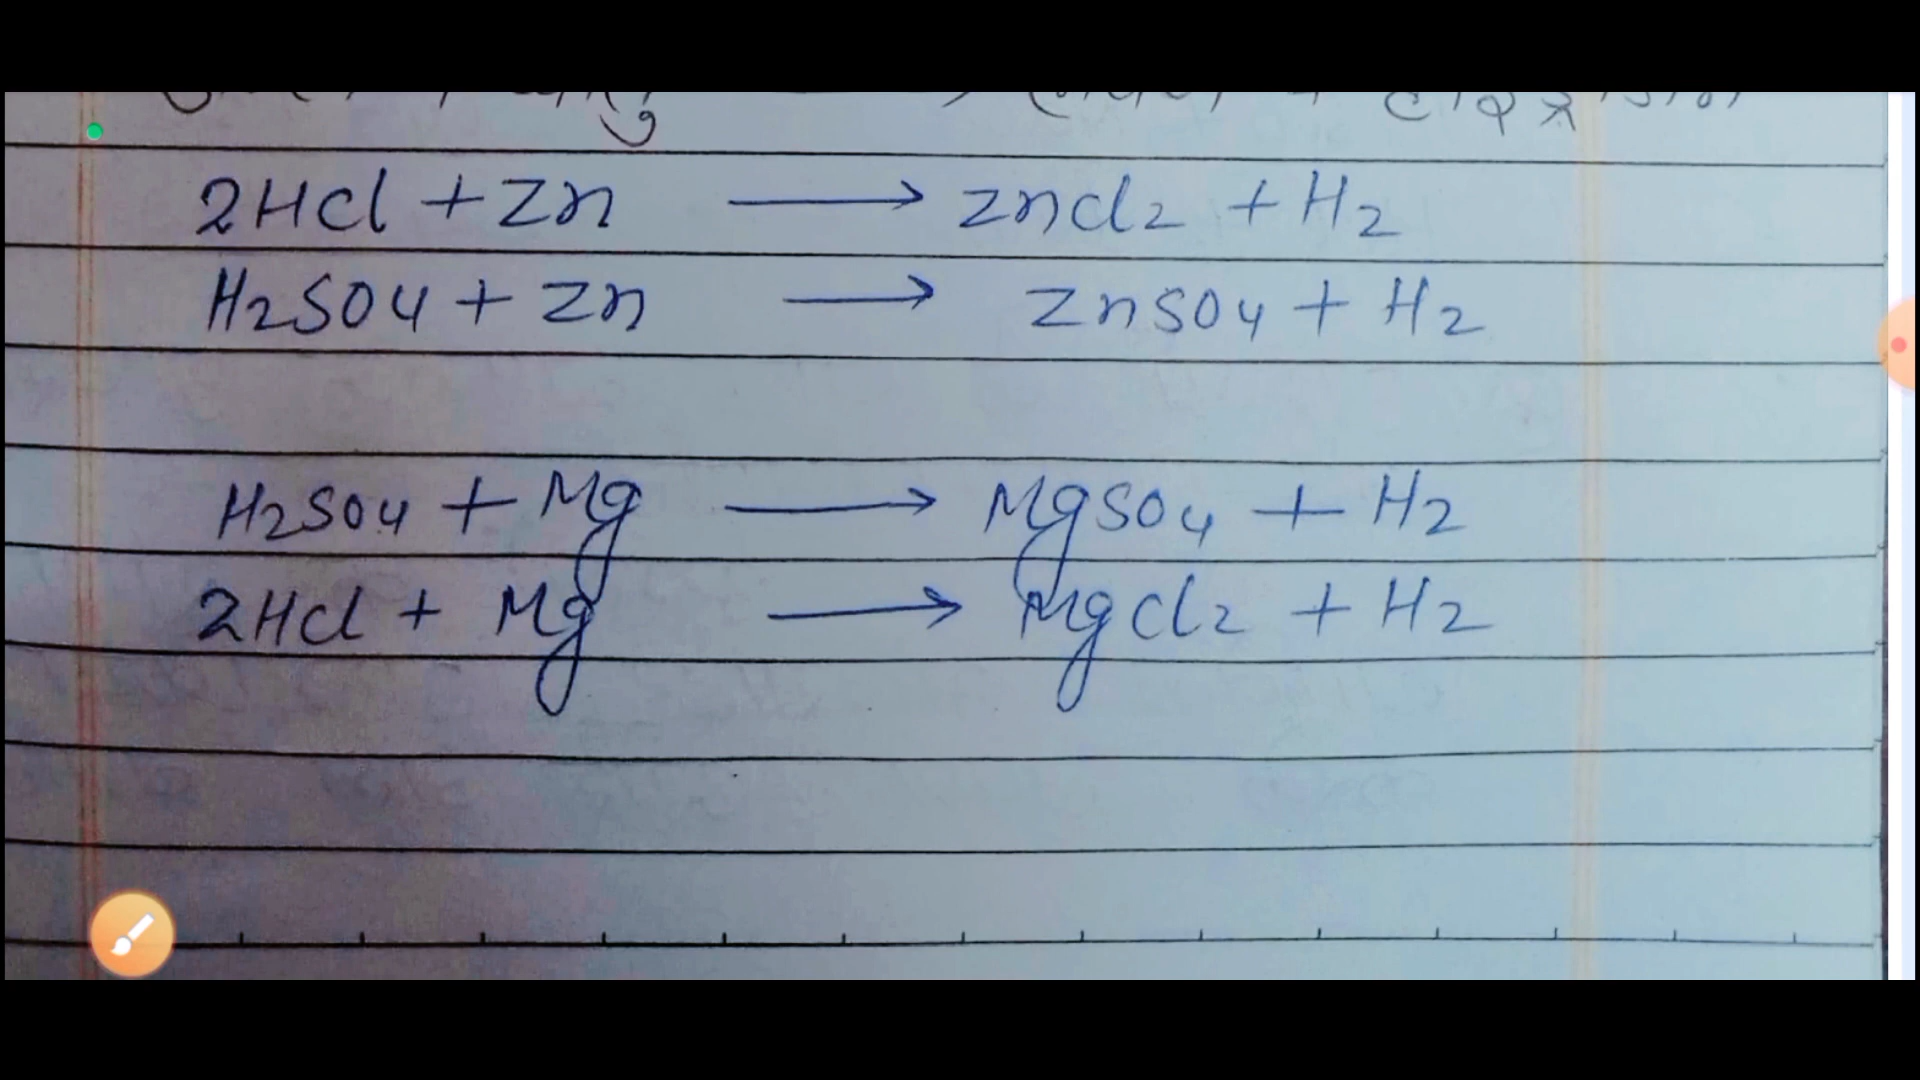 2HCl + Zn ⟶ ZnCl₂ + H₂
H₂SO₄ + Zn ⟶ ZnSO₄ + H₂
H₂SO₄ + Mg ⟶ MgSO₄ + H₂
2HCl + Mg ⟶ MgCl₂ + H₂